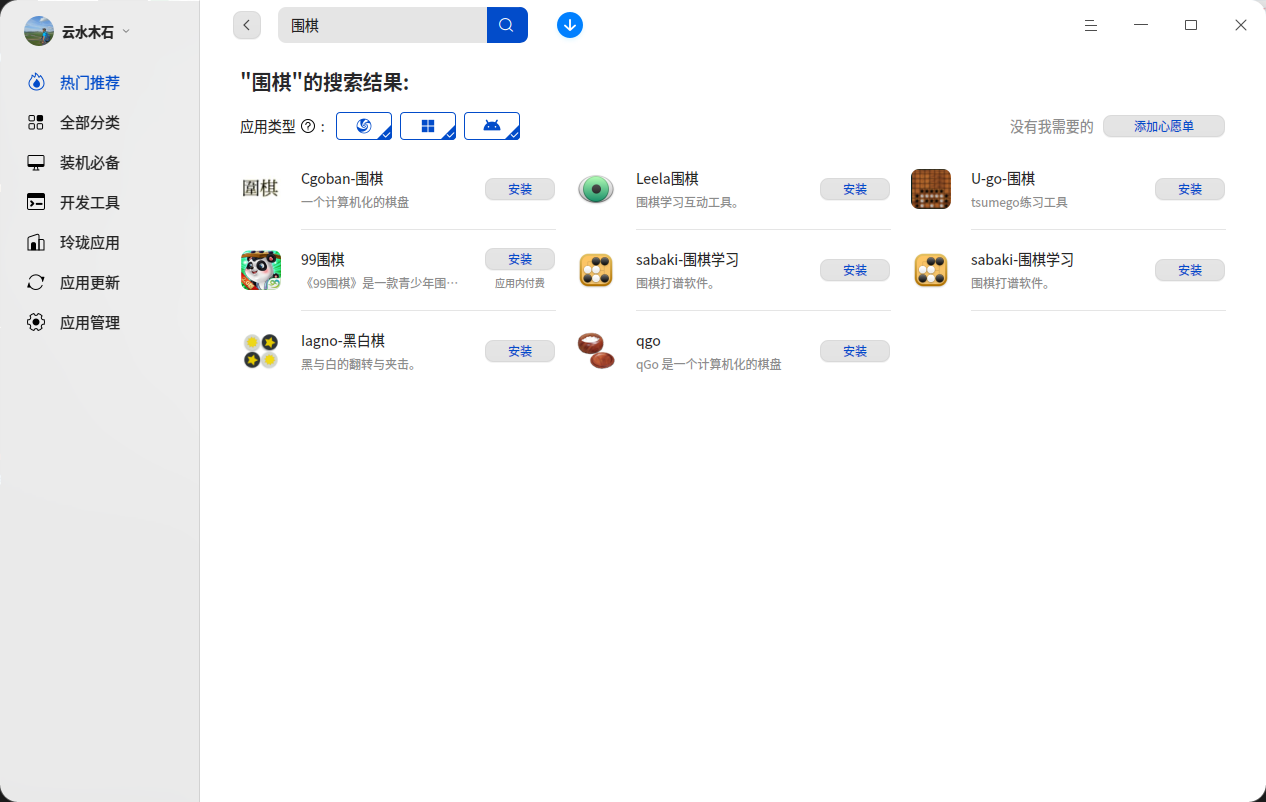 云水木石
围棋
热门推荐
全部分类
装机必备
开发工具
玲珑应用
应用更新
应用管理
"围棋"的搜索结果:
应用类型 :
没有我需要的
添加心愿单
圍棋
Cgoban-围棋
一个计算机化的棋盘
安装
Leela围棋
围棋学习互动工具。
安装
U-go-围棋
tsumego练习工具
安装
99围棋
《99围棋》是一款青少年围…
安装
应用内付费
sabaki-围棋学习
围棋打谱软件。
安装
sabaki-围棋学习
围棋打谱软件。
安装
Iagno-黑白棋
黑与白的翻转与夹击。
安装
qgo
qGo 是一个计算机化的棋盘
安装